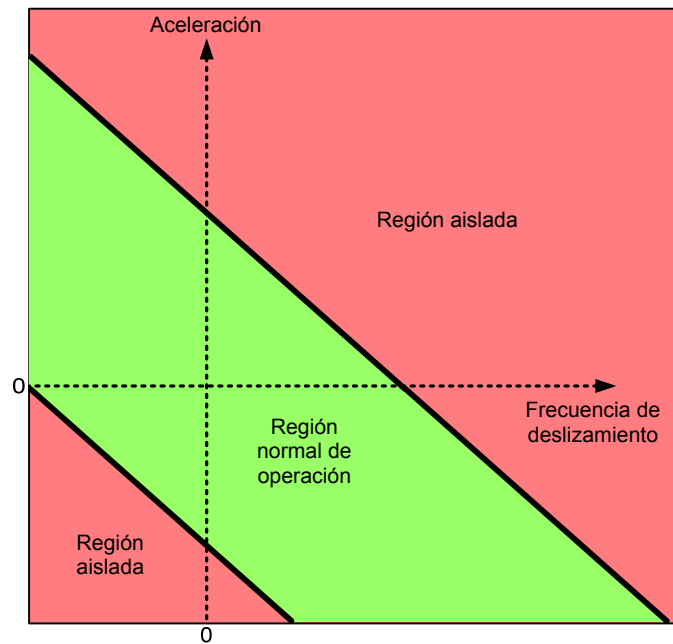 Aceleración
Región aislada
0
Frecuencia de
deslizamiento
Región
normal de
operación
Región
aislada
0